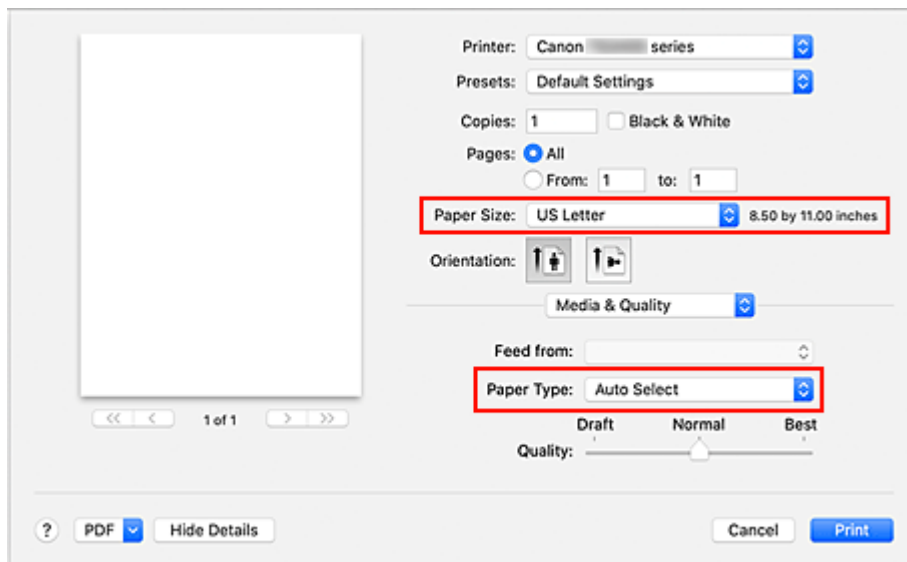 Printer: Canon series
Presets: Default Settings
Copies: 1 Black & White
Pages: All
From: 1 to: 1
Paper Size: US Letter 8.50 by 11.00 inches
Orientation:
Media & Quality
Feed from:
Paper Type: Auto Select
<< < 1 of 1 > >>
Draft Normal Best
Quality:
? PDF Hide Details Cancel Print